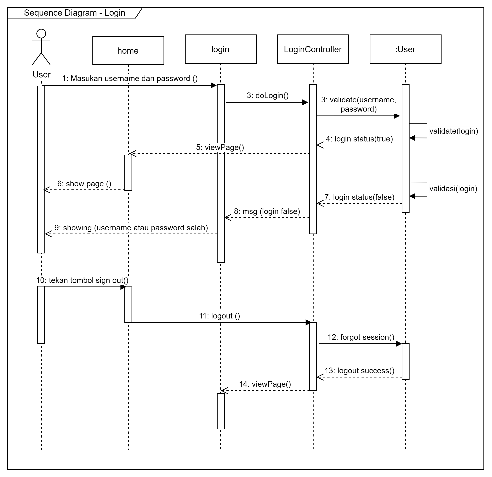 Sequence Diagram - Login
User
home
login
LoginController
:User
1: Masukan username dan password ()
3: doLogin()
3: validate(username,
password)
validate(login)
4: login status(true)
5: viewPage()
6: show page ()
validasi(login)
7: login status(false)
8: msg (login false)
9: showing (username atau password salah)
10: tekan tombol sign out()
11: logout ()
12: forgot session()
13: logout success()
14: viewPage()